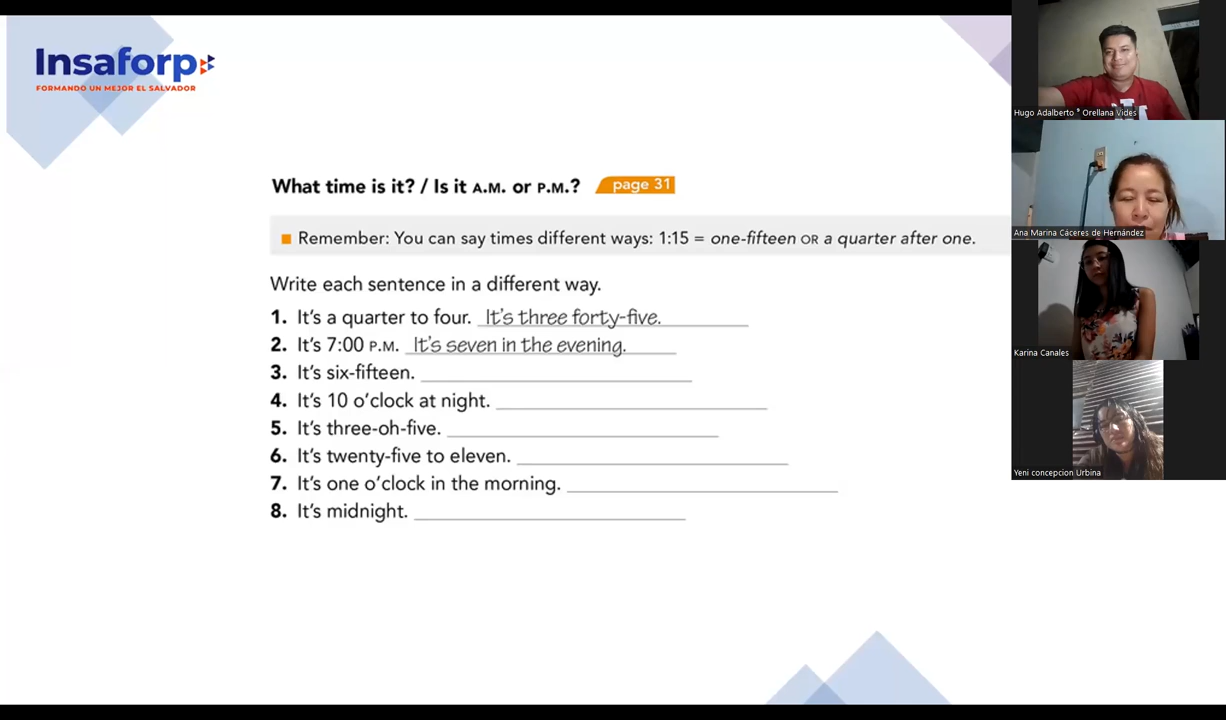 Insaforp
FORMANDO UN MEJOR EL SALVADOR
What time is it? / Is it A.M. or P.M.? page 31
Remember: You can say times different ways: 1:15 = one-fifteen OR a quarter after one.
Write each sentence in a different way.
1. It's a quarter to four. It's three forty-five.
2. It's 7:00 P.M. It's seven in the evening.
3. It's six-fifteen.
4. It's 10 o'clock at night.
5. It's three-oh-five.
6. It's twenty-five to eleven.
7. It's one o'clock in the morning.
8. It's midnight.
Hugo Adalberto ° Orellana Vides
Ana Marina Cáceres de Hernández
Karina Canales
Yeni concepcion Urbina